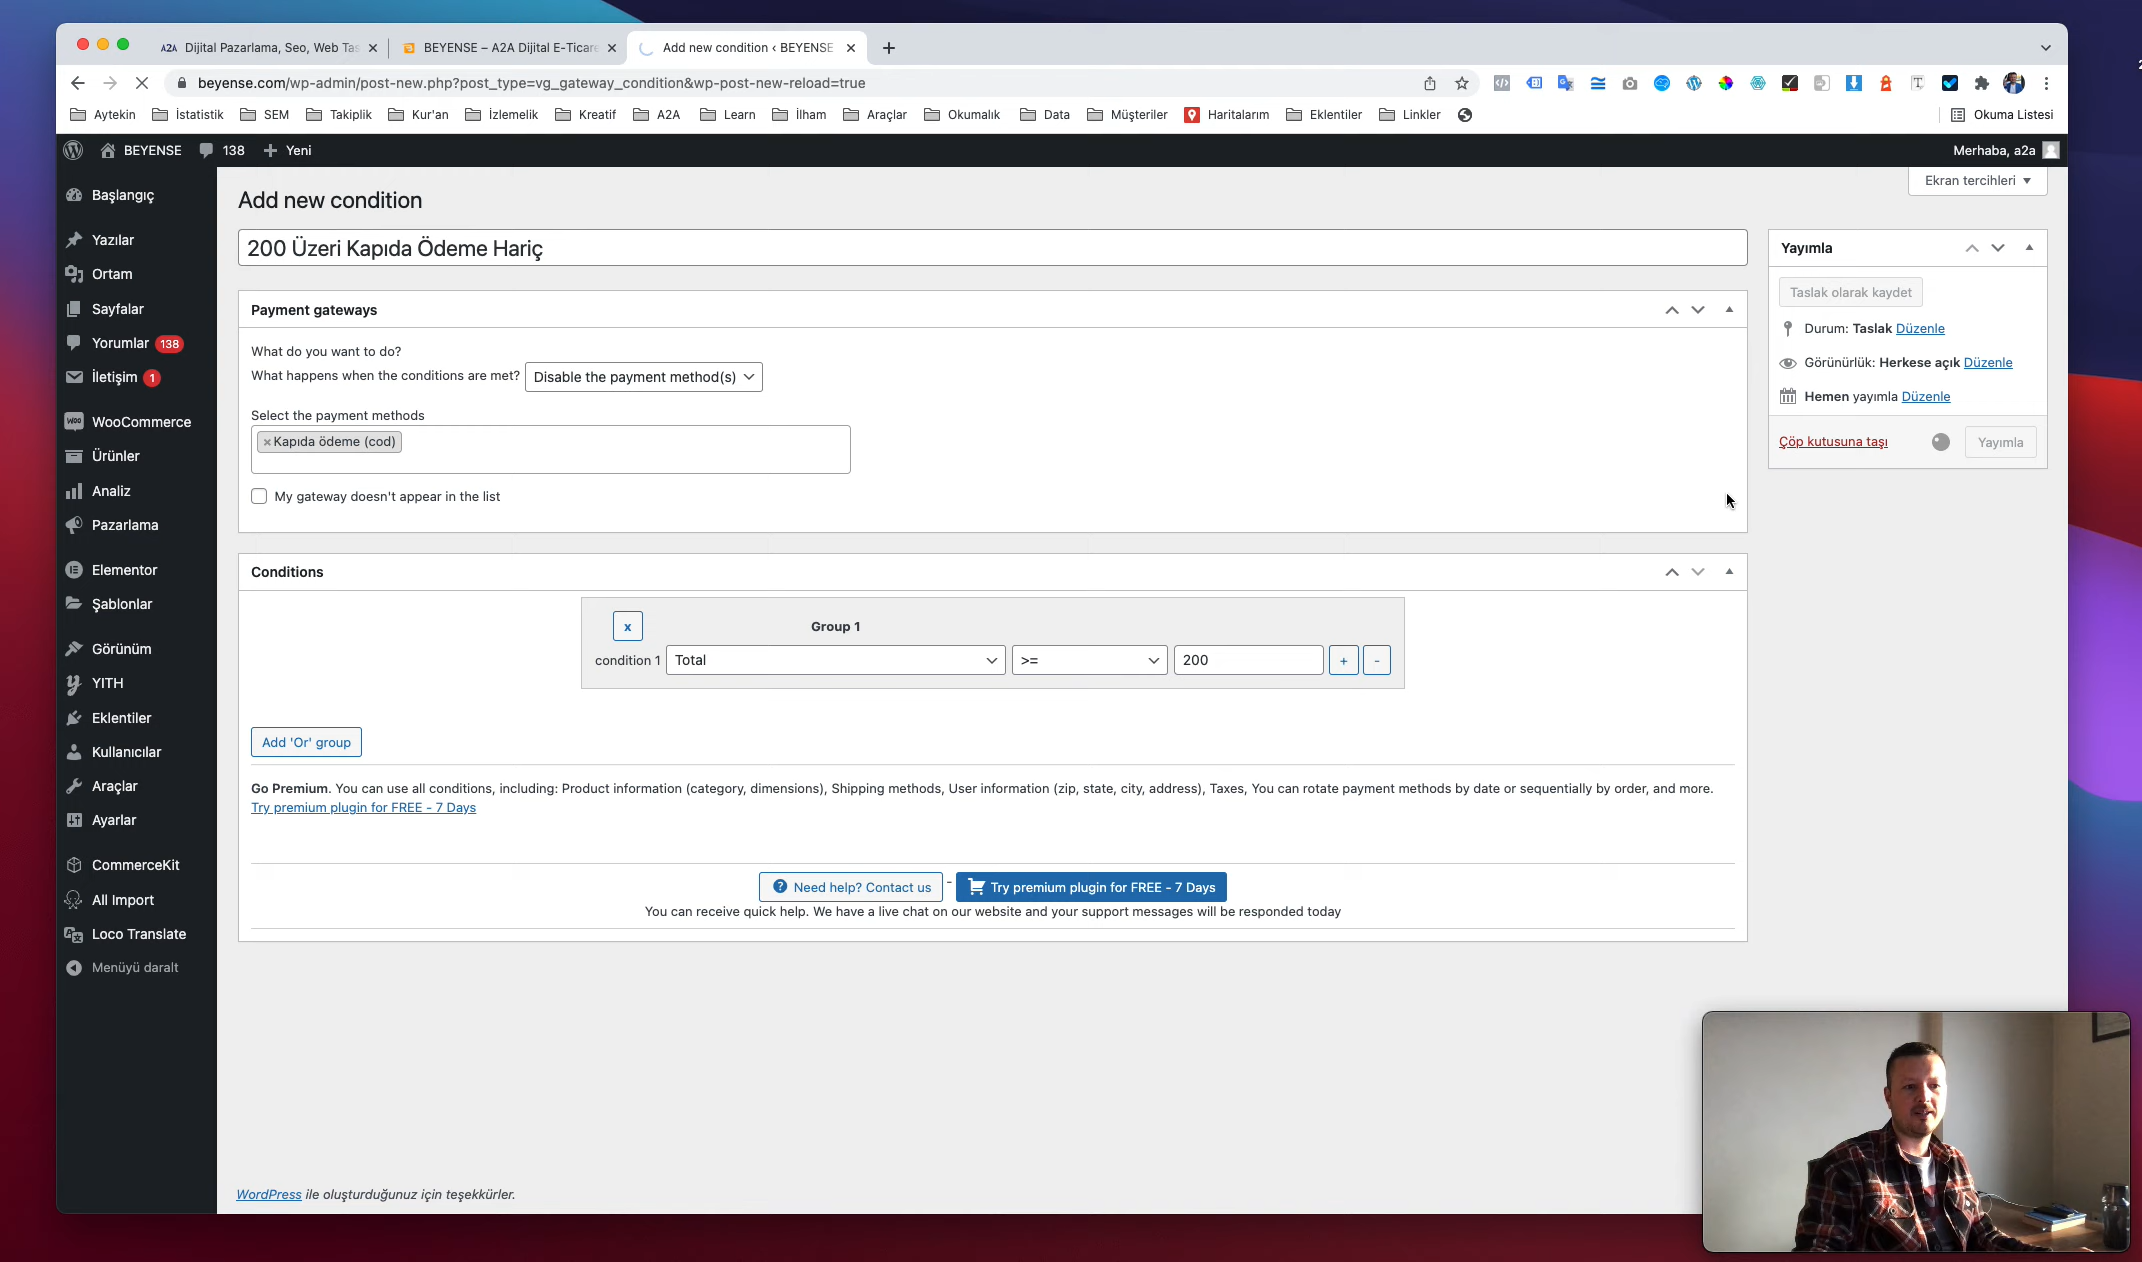 A2A Dijital Pazarlama, Seo, Web Tas
BEYENSE – A2A Dijital E-Ticare
Add new condition ‹ BEYENSE
beyense.com/wp-admin/post-new.php?post_type=vg_gateway_condition&wp-post-new-reload=true
Aytekin İstatistik SEM Takiplik Kur'an İzlemelik Kreatif A2A Learn İlham Araçlar Okumalık Data Müşteriler Haritalarım Eklentiler Linkler Okuma Listesi
BEYENSE 138 Yeni Merhaba, a2a
Ekran tercihleri
Başlangıç
Yazılar
Ortam
Sayfalar
Yorumlar 138
İletişim 1
WooCommerce
Ürünler
Analiz
Pazarlama
Elementor
Şablonlar
Görünüm
YITH
Eklentiler
Kullanıcılar
Araçlar
Ayarlar
CommerceKit
All Import
Loco Translate
Menüyü daralt
Add new condition
200 Üzeri Kapıda Ödeme Hariç
Payment gateways
What do you want to do?
What happens when the conditions are met? Disable the payment method(s)
Select the payment methods
×Kapıda ödeme (cod)
My gateway doesn't appear in the list
Conditions
x Group 1
condition 1 Total >= 200 + -
Add 'Or' group
Go Premium. You can use all conditions, including: Product information (category, dimensions), Shipping methods, User information (zip, state, city, address), Taxes, You can rotate payment methods by date or sequentially by order, and more.
Try premium plugin for FREE - 7 Days
Need help? Contact us - Try premium plugin for FREE - 7 Days
You can receive quick help. We have a live chat on our website and your support messages will be responded today
Yayımla
Taslak olarak kaydet
Durum: Taslak Düzenle
Görünürlük: Herkese açık Düzenle
Hemen yayımla Düzenle
Çöp kutusuna taşı Yayımla
WordPress ile oluşturduğunuz için teşekkürler.